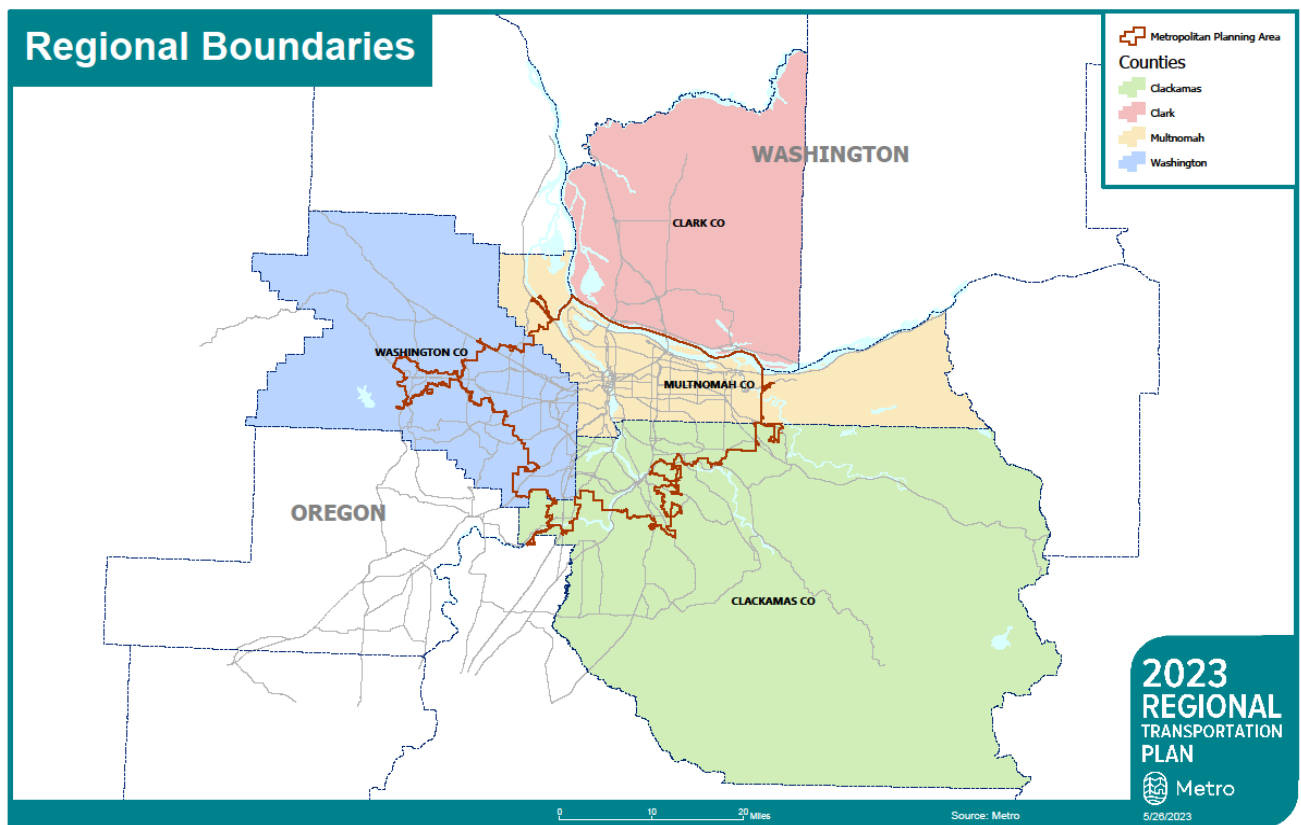 Regional Boundaries
Metropolitan Planning Area
Counties
Clackamas
Clark
Multnomah
Washington
WASHINGTON
CLARK CO
WASHINGTON CO
MULTNOMAH CO
OREGON
CLACKAMAS CO
2023
REGIONAL
TRANSPORTATION
PLAN
Metro
0 10 20 Miles
Source: Metro
5/26/2023